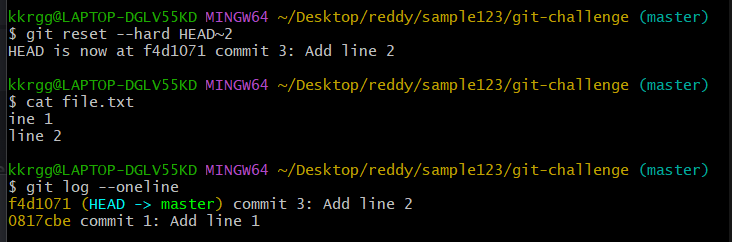 kkrgg@LAPTOP-DGLV55KD MINGW64 ~/Desktop/reddy/sample123/git-challenge (master)
$ git reset --hard HEAD~2
HEAD is now at f4d1071 commit 3: Add line 2
kkrgg@LAPTOP-DGLV55KD MINGW64 ~/Desktop/reddy/sample123/git-challenge (master)
$ cat file.txt
ine 1
line 2
kkrgg@LAPTOP-DGLV55KD MINGW64 ~/Desktop/reddy/sample123/git-challenge (master)
$ git log --oneline
f4d1071 (HEAD -> master) commit 3: Add line 2
0817cbe commit 1: Add line 1